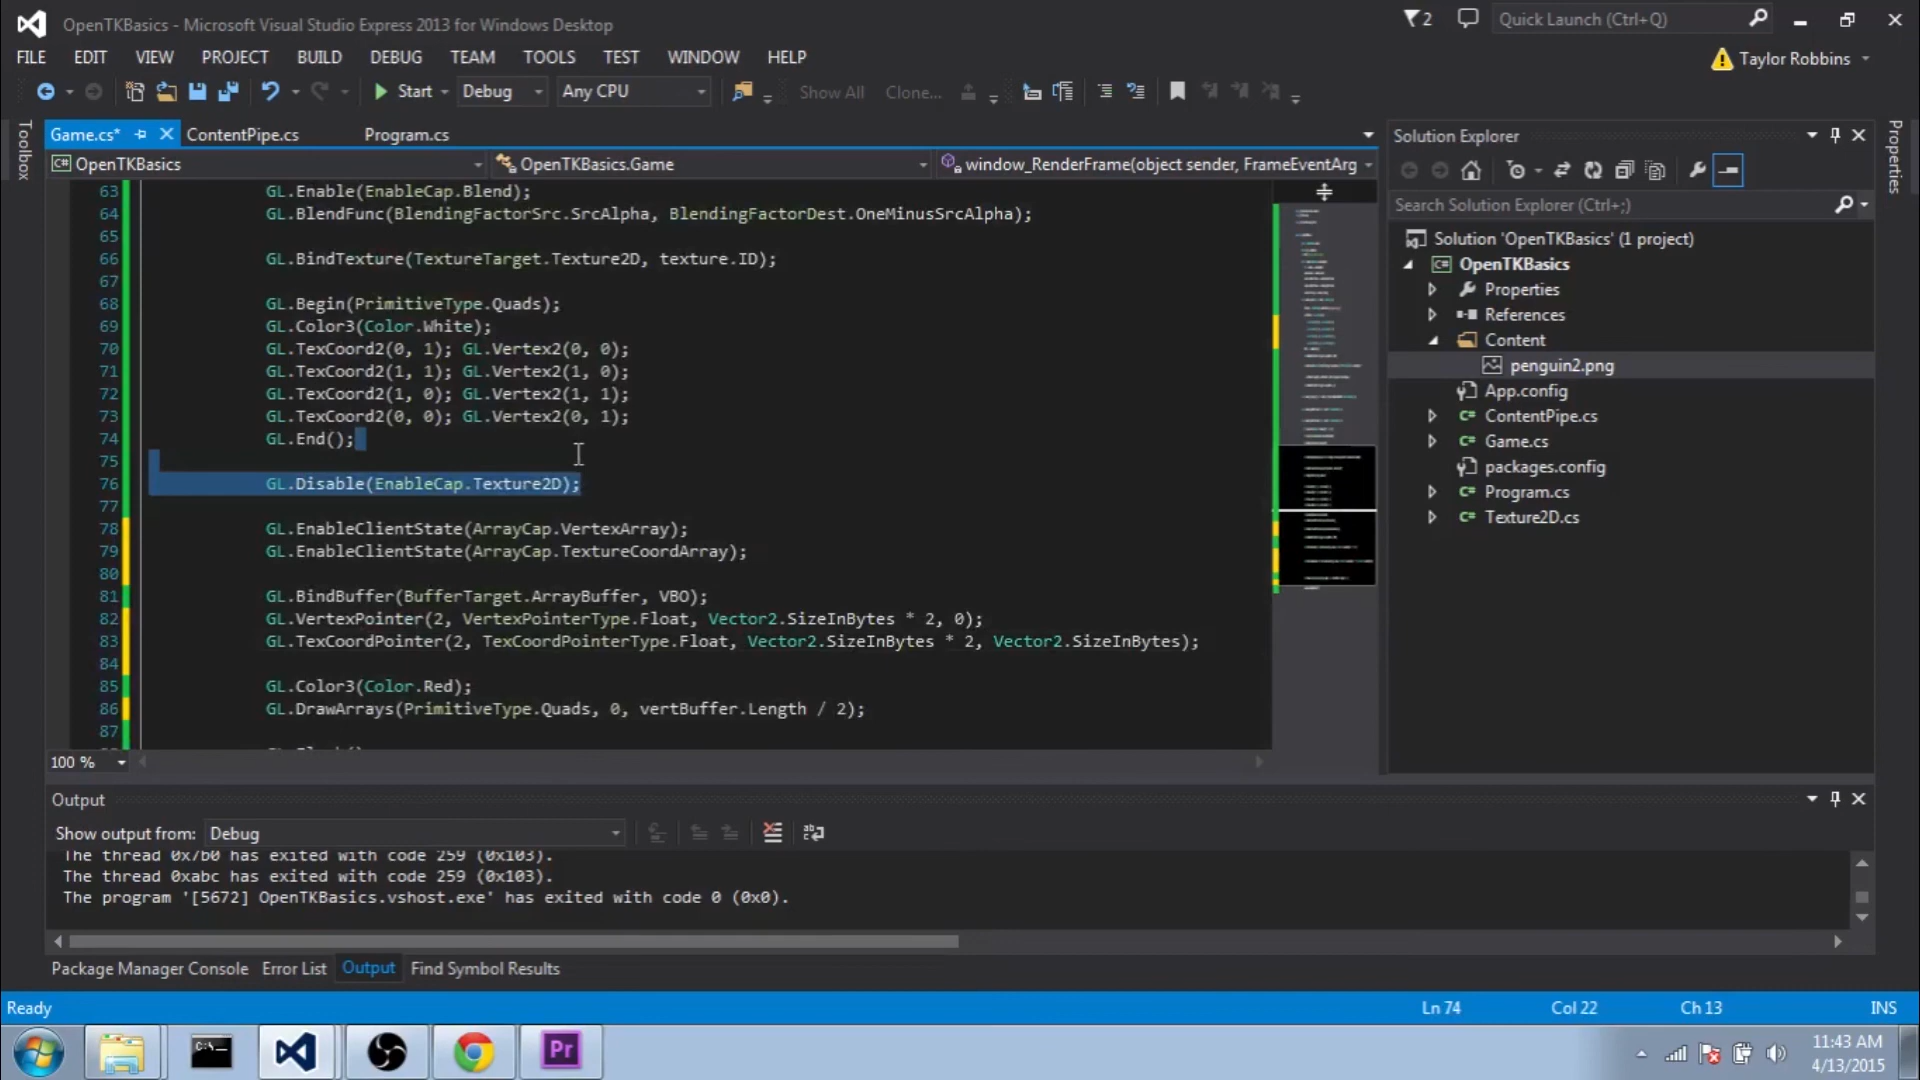 OpenTKBasics - Microsoft Visual Studio Express 2013 for Windows Desktop
2
Quick Launch (Ctrl+Q)
FILE EDIT VIEW PROJECT BUILD DEBUG TEAM TOOLS TEST WINDOW HELP
Taylor Robbins
Start Debug Any CPU Show All Clone...
Toolbox
Game.cs* ContentPipe.cs Program.cs
OpenTKBasics OpenTKBasics.Game window_RenderFrame(object sender, FrameEventArg
63 GL.Enable(EnableCap.Blend);
64 GL.BlendFunc(BlendingFactorSrc.SrcAlpha, BlendingFactorDest.OneMinusSrcAlpha);
65
66 GL.BindTexture(TextureTarget.Texture2D, texture.ID);
67
68 GL.Begin(PrimitiveType.Quads);
69 GL.Color3(Color.White);
70 GL.TexCoord2(0, 1); GL.Vertex2(0, 0);
71 GL.TexCoord2(1, 1); GL.Vertex2(1, 0);
72 GL.TexCoord2(1, 0); GL.Vertex2(1, 1);
73 GL.TexCoord2(0, 0); GL.Vertex2(0, 1);
74 GL.End();
75
76 GL.Disable(EnableCap.Texture2D);
77
78 GL.EnableClientState(ArrayCap.VertexArray);
79 GL.EnableClientState(ArrayCap.TextureCoordArray);
80
81 GL.BindBuffer(BufferTarget.ArrayBuffer, VBO);
82 GL.VertexPointer(2, VertexPointerType.Float, Vector2.SizeInBytes * 2, 0);
83 GL.TexCoordPointer(2, TexCoordPointerType.Float, Vector2.SizeInBytes * 2, Vector2.SizeInBytes);
84
85 GL.Color3(Color.Red);
86 GL.DrawArrays(PrimitiveType.Quads, 0, vertBuffer.Length / 2);
87
100 %
Solution Explorer
Search Solution Explorer (Ctrl+;)
Solution 'OpenTKBasics' (1 project)
OpenTKBasics
Properties
References
Content
penguin2.png
App.config
ContentPipe.cs
Game.cs
packages.config
Program.cs
Texture2D.cs
Properties
Output
Show output from: Debug
The thread 0x7b0 has exited with code 259 (0x103).
The thread 0xabc has exited with code 259 (0x103).
The program '[5672] OpenTKBasics.vshost.exe' has exited with code 0 (0x0).
Package Manager Console Error List Output Find Symbol Results
Ready Ln 74 Col 22 Ch 13 INS
Pr
11:43 AM
4/13/2015